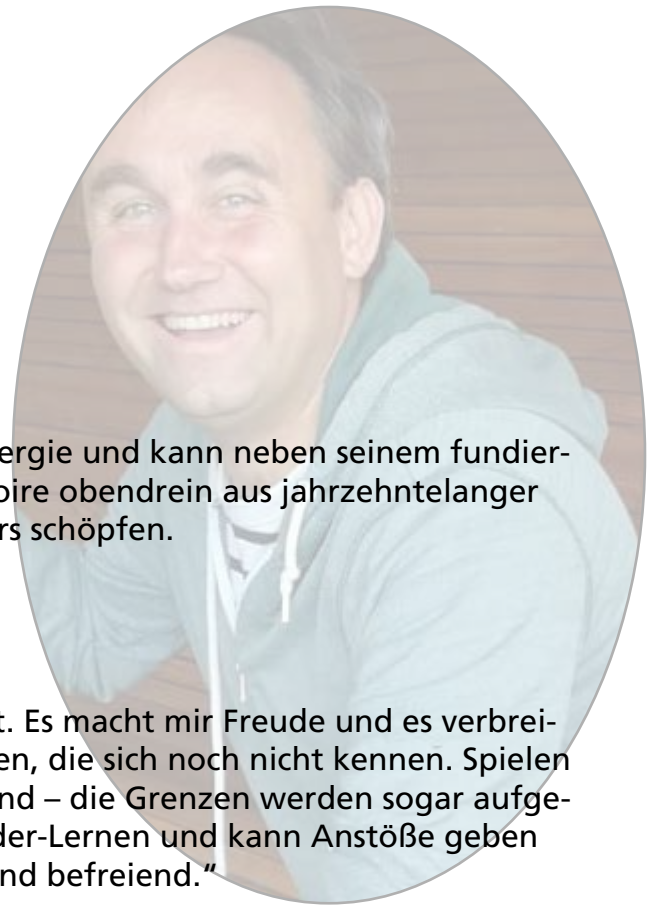 ergie und kann neben seinem fundier-
oire obendrein aus jahrzehntelanger
rs schöpfen.
t. Es macht mir Freude und es verbrei-
en, die sich noch nicht kennen. Spielen
nd – die Grenzen werden sogar aufge-
der-Lernen und kann Anstöße geben
nd befreiend.“